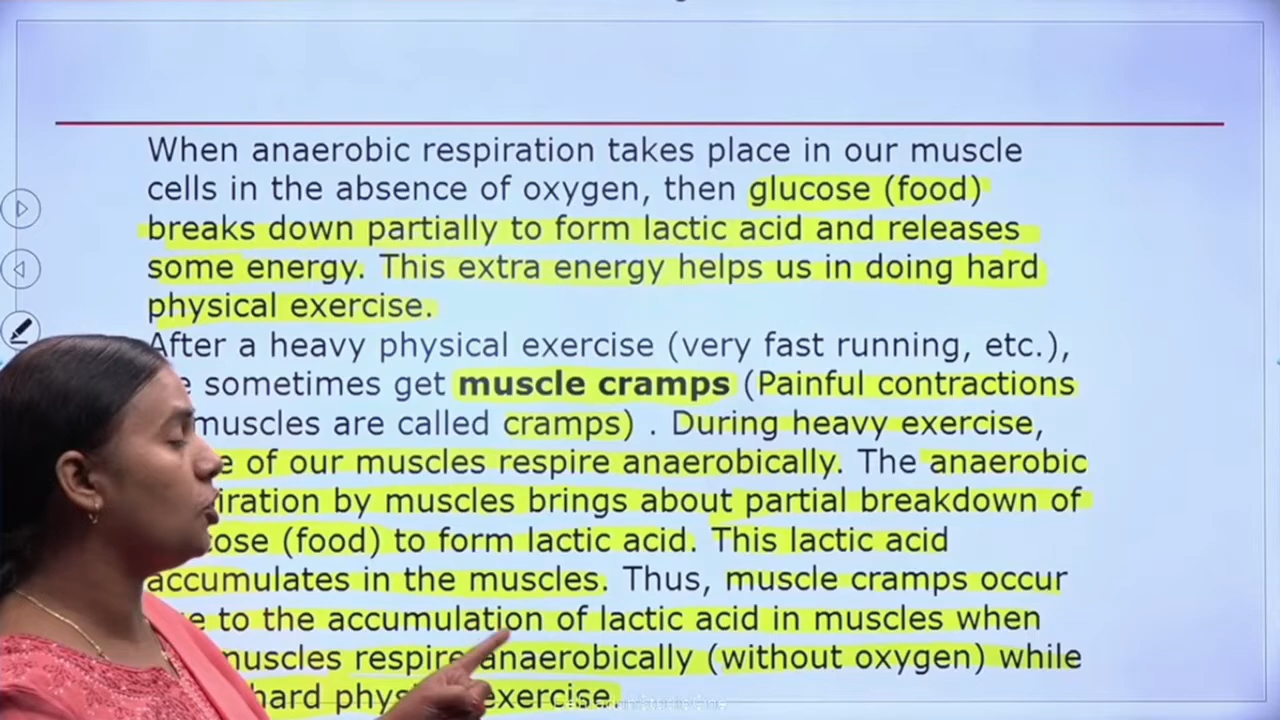 When anaerobic respiration takes place in our muscle
cells in the absence of oxygen, then glucose (food)
breaks down partially to form lactic acid and releases
some energy. This extra energy helps us in doing hard
physical exercise.
After a heavy physical exercise (very fast running, etc.),
sometimes get muscle cramps (Painful contractions
muscles are called cramps) . During heavy exercise,
of our muscles respire anaerobically. The anaerobic
by muscles brings about partial breakdown of
(food) to form lactic acid. This lactic acid
accumulates in the muscles. Thus, muscle cramps occur
to the accumulation of lactic acid in muscles when
muscles respire anaerobically (without oxygen) while
hard exercise.